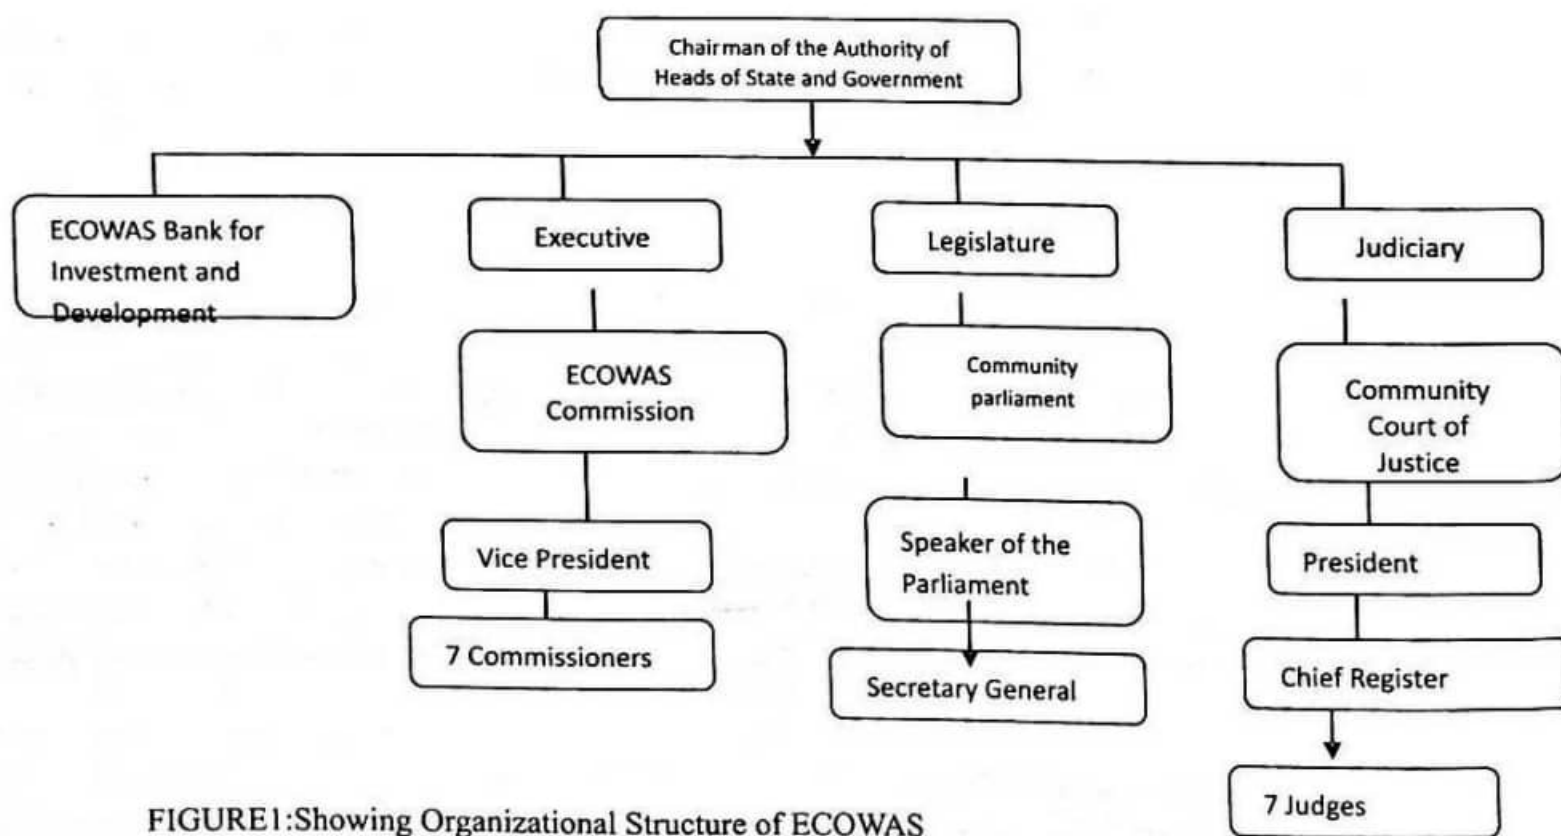 Chairman of the Authority of
Heads of State and Government
ECOWAS Bank for
Investment and
Development
Executive
Legislature
Judiciary
ECOWAS
Commission
Community
parliament
Community
Court of
Justice
Vice President
Speaker of the
Parliament
President
7 Commissioners
Secretary General
Chief Register
7 Judges
FIGURE1:Showing Organizational Structure of ECOWAS